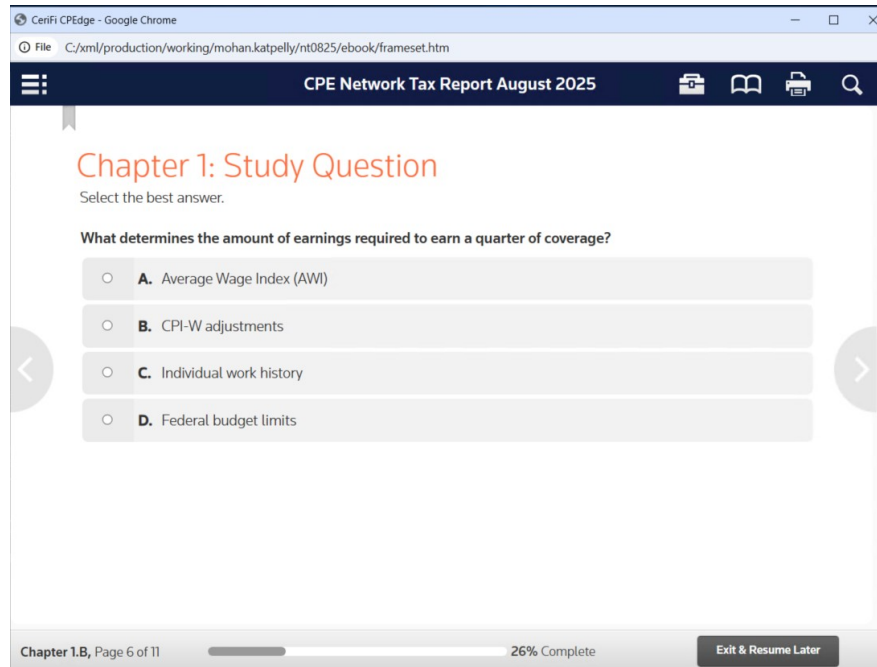 CeriFi CPEdge - Google Chrome
File C:/xml/production/working/mohan.katpelly/nt0825/ebook/frameset.htm
CPE Network Tax Report August 2025
Chapter 1: Study Question
Select the best answer.
What determines the amount of earnings required to earn a quarter of coverage?
A. Average Wage Index (AWI)
B. CPI-W adjustments
C. Individual work history
D. Federal budget limits
Chapter 1.B, Page 6 of 11 26% Complete Exit & Resume Later